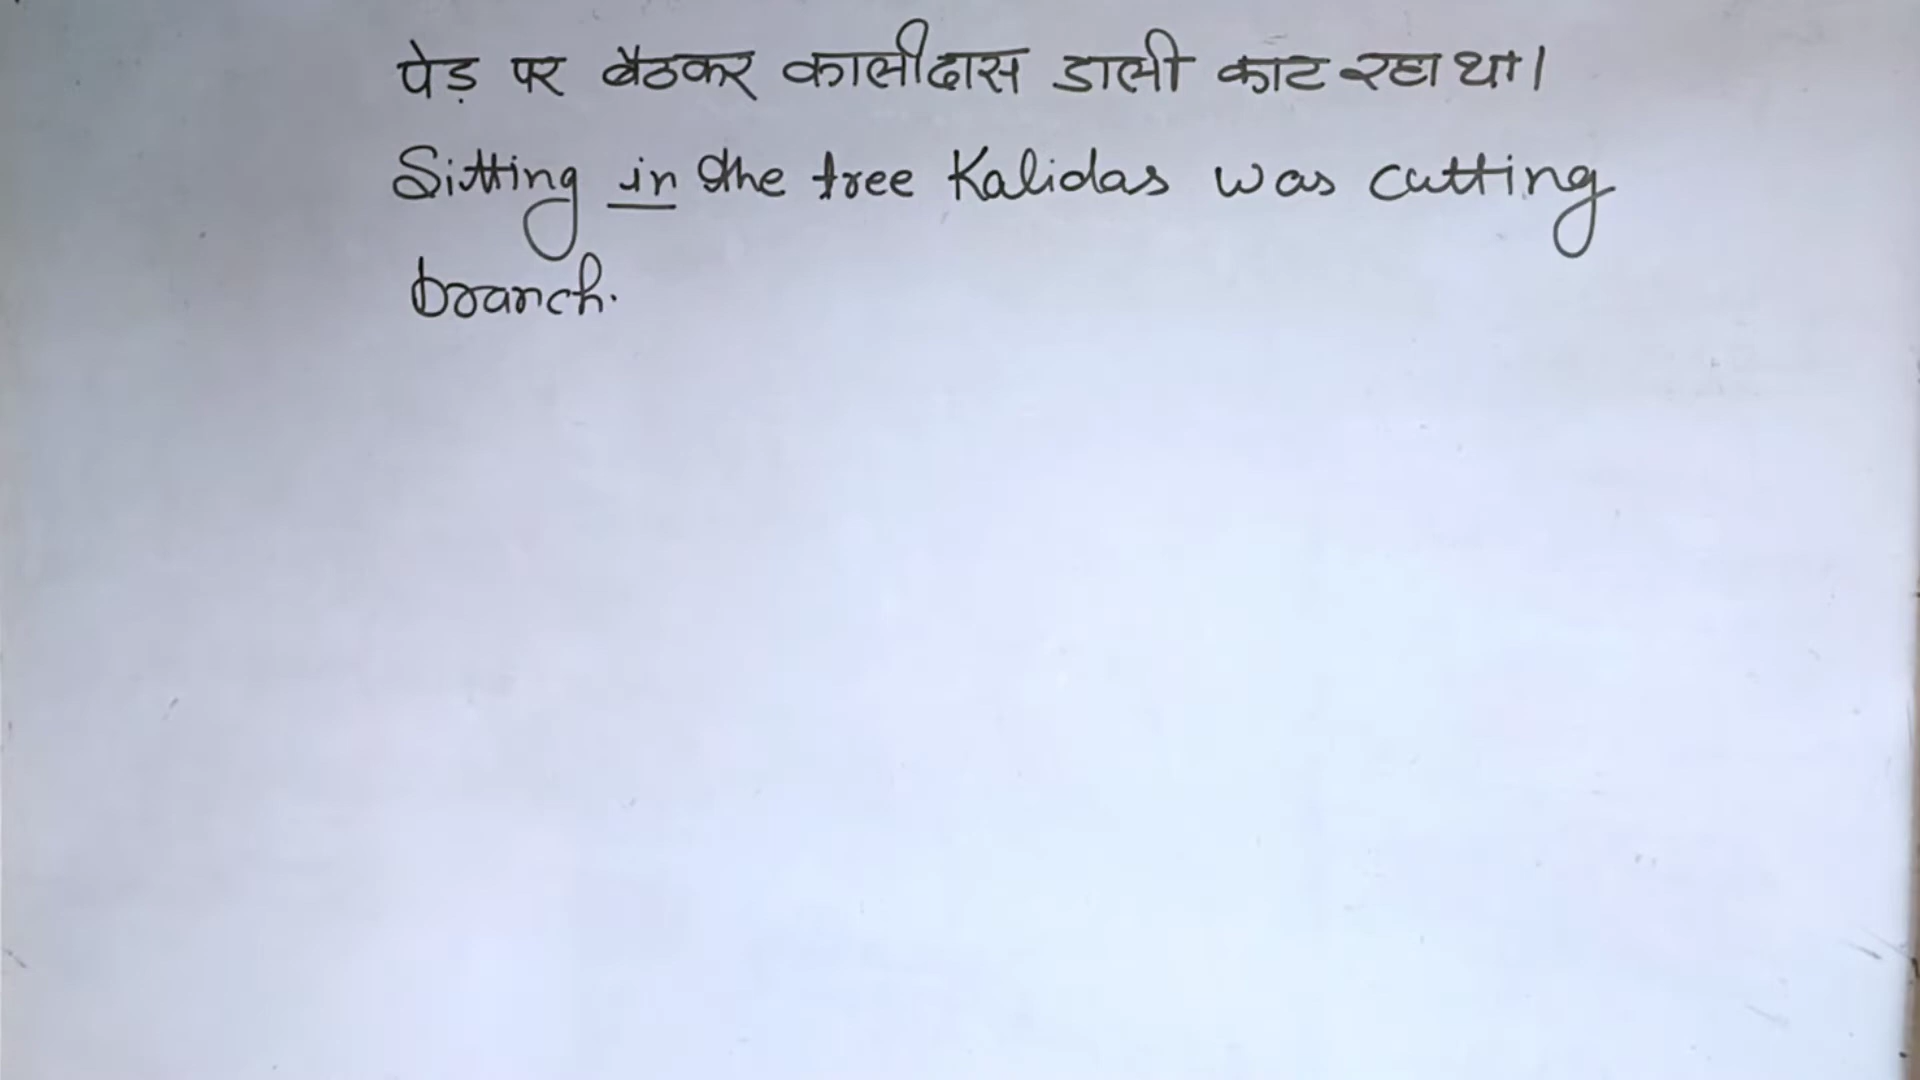 पेड़ पर बैठकर कालीदास डाली काट रहा था।
Sitting in the tree Kalidas was cutting
branch.